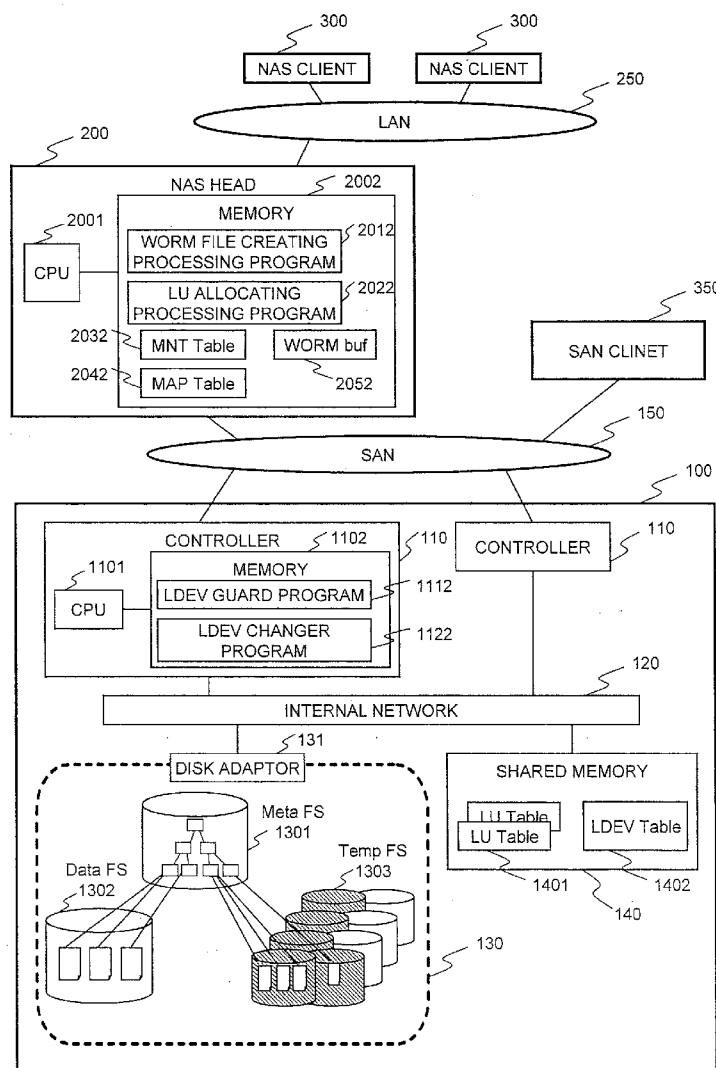 300
300
NAS CLIENT
NAS CLIENT
250
LAN
200
NAS HEAD
2002
MEMORY
2001
CPU
WORM FILE CREATING
PROCESSING PROGRAM
2012
LU ALLOCATING
PROCESSING PROGRAM
2022
2032
MNT Table
WORM buf
2042
MAP Table
2052
350
SAN CLINET
150
SAN
100
CONTROLLER
1102
110
MEMORY
1101
CPU
LDEV GUARD PROGRAM
1112
LDEV CHANGER
PROGRAM
1122
CONTROLLER
110
120
INTERNAL NETWORK
131
DISK ADAPTOR
SHARED MEMORY
Meta FS
1301
LU Table
LU Table
LDEV Table
Data FS
1302
Temp FS
1303
1401
1402
140
130